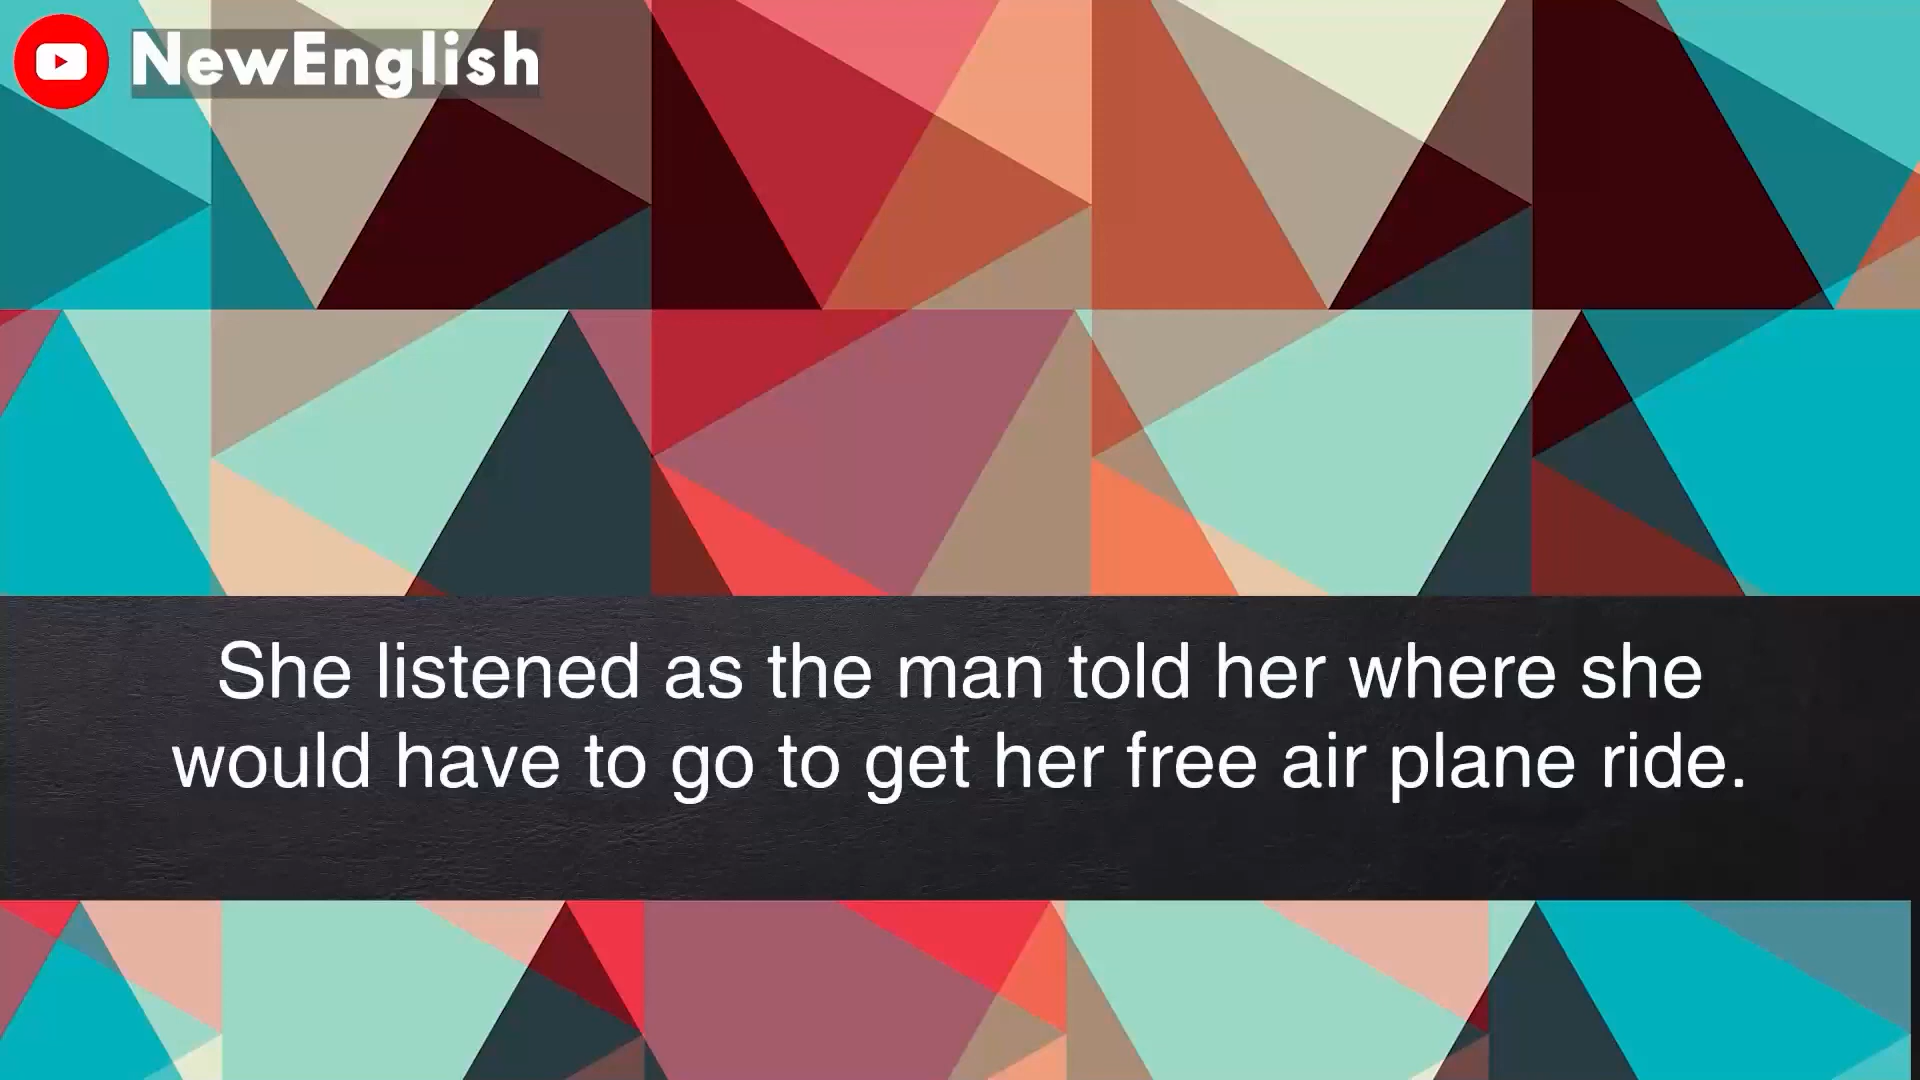 NewEnglish
She listened as the man told her where she
would have to go to get her free air plane ride.